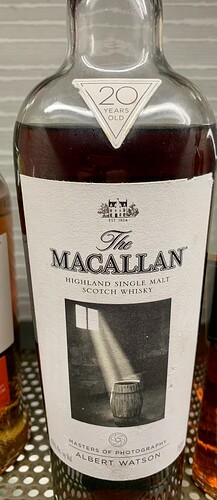 20
YEARS
OLD
EST. 1824
The
MACALLAN
HIGHLAND SINGLE MALT
SCOTCH WHISKY
MASTERS OF PHOTOGRAPHY
ALBERT WATSON